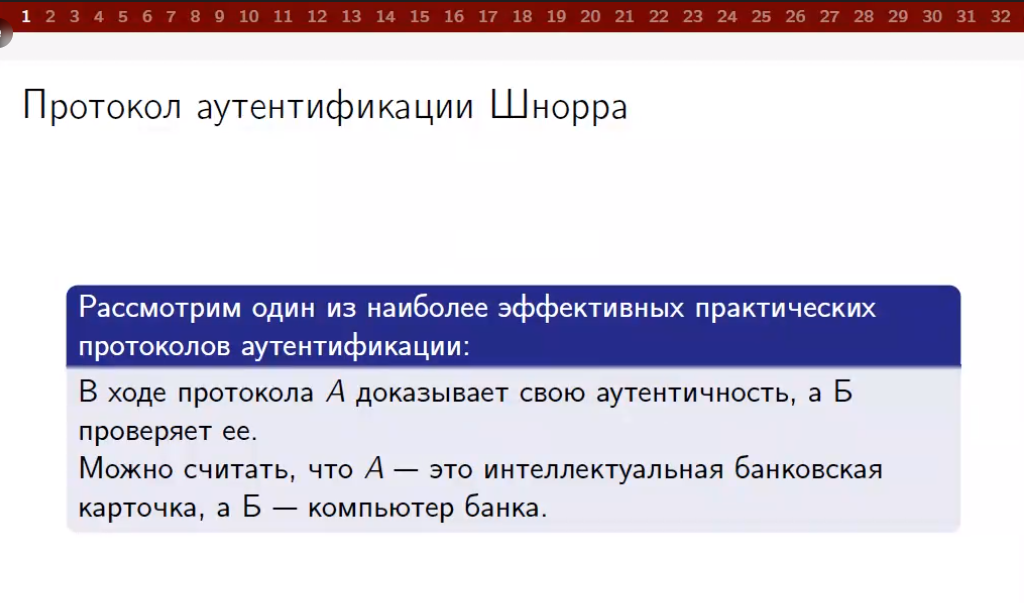 1 2 3 4 5 6 7 8 9 10 11 12 13 14 15 16 17 18 19 20 21 22 23 24 25 26 27 28 29 30 31 32
Протокол аутентификации Шнорра
Рассмотрим один из наиболее эффективных практических
протоколов аутентификации:
В ходе протокола А доказывает свою аутентичность, а Б
проверяет ее.
Можно считать, что А — это интеллектуальная банковская
карточка, а Б — компьютер банка.